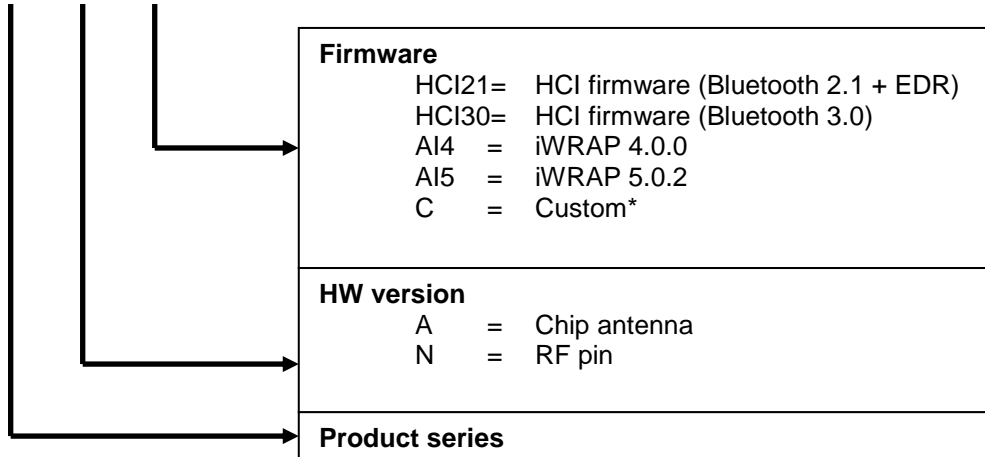 Firmware
HCI21= HCI firmware (Bluetooth 2.1 + EDR)
HCI30= HCI firmware (Bluetooth 3.0)
AI4 = iWRAP 4.0.0
AI5 = iWRAP 5.0.2
C = Custom*
HW version
A = Chip antenna
N = RF pin
Product series